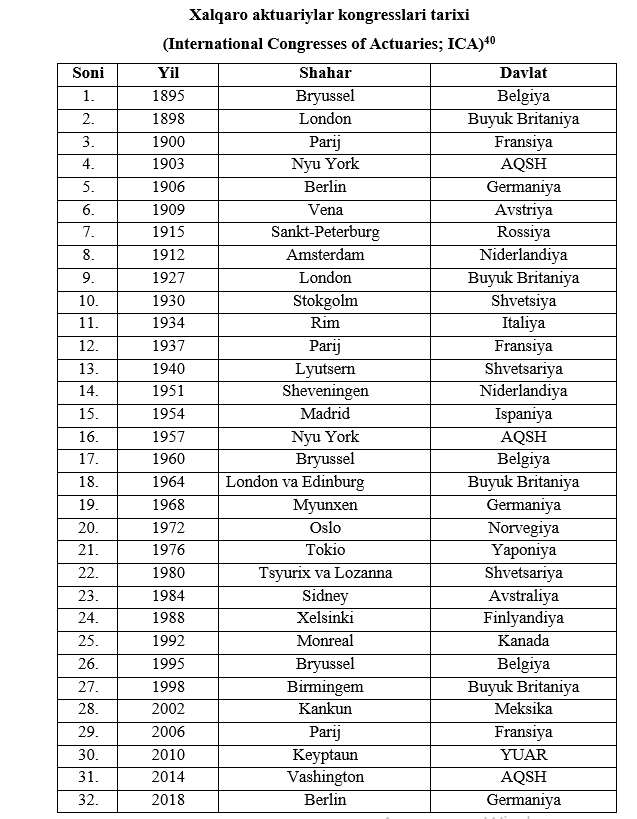 Xalqaro aktuariylar kongresslari tarixi
(International Congresses of Actuaries; ICA)40
Soni Yil Shahar Davlat
1. 1895 Bryussel Belgiya
2. 1898 London Buyuk Britaniya
3. 1900 Parij Fransiya
4. 1903 Nyu York AQSH
5. 1906 Berlin Germaniya
6. 1909 Vena Avstriya
7. 1915 Sankt-Peterburg Rossiya
8. 1912 Amsterdam Niderlandiya
9. 1927 London Buyuk Britaniya
10. 1930 Stokgolm Shvetsiya
11. 1934 Rim Italiya
12. 1937 Parij Fransiya
13. 1940 Lyutsern Shvetsariya
14. 1951 Sheveningen Niderlandiya
15. 1954 Madrid Ispaniya
16. 1957 Nyu York AQSH
17. 1960 Bryussel Belgiya
18. 1964 London va Edinburg Buyuk Britaniya
19. 1968 Myunxen Germaniya
20. 1972 Oslo Norvegiya
21. 1976 Tokio Yaponiya
22. 1980 Tsyurix va Lozanna Shvetsariya
23. 1984 Sidney Avstraliya
24. 1988 Xelsinki Finlyandiya
25. 1992 Monreal Kanada
26. 1995 Bryussel Belgiya
27. 1998 Birmingem Buyuk Britaniya
28. 2002 Kankun Meksika
29. 2006 Parij Fransiya
30. 2010 Keyptaun YUAR
31. 2014 Vashington AQSH
32. 2018 Berlin Germaniya